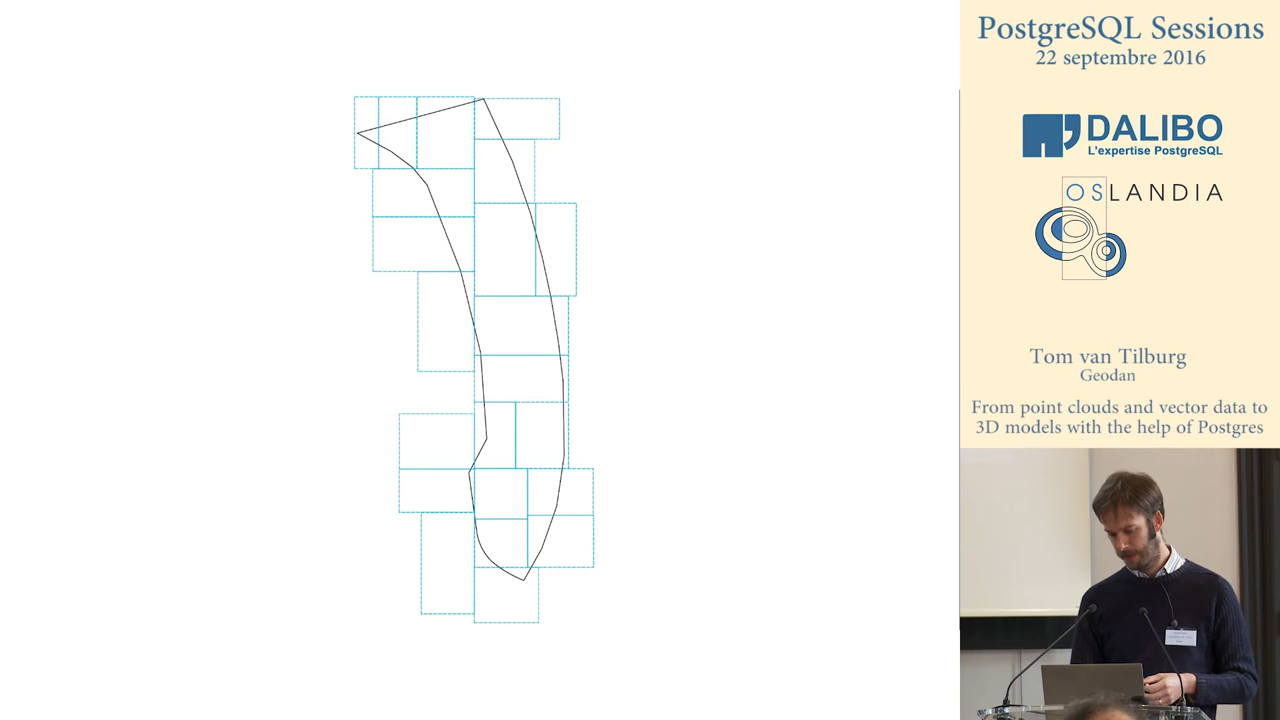 PostgreSQL Sessions
22 septembre 2016
DALIBO
L'expertise PostgreSQL
OSLANDIA
Tom van Tilburg
Geodan
From point clouds and vector data to
3D models with the help of Postgres